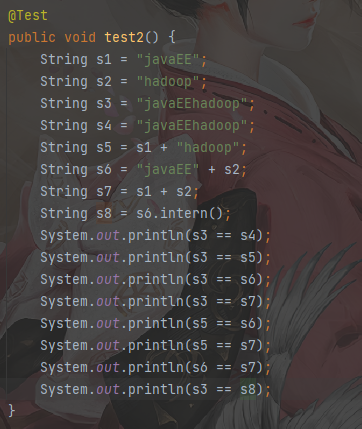 @Test
public void test2() {
    String s1 = "javaEE";
    String s2 = "hadoop";
    String s3 = "javaEEhadoop";
    String s4 = "javaEEhadoop";
    String s5 = s1 + "hadoop";
    String s6 = "javaEE" + s2;
    String s7 = s1 + s2;
    String s8 = s6.intern();
    System.out.println(s3 == s4);
    System.out.println(s3 == s5);
    System.out.println(s3 == s6);
    System.out.println(s3 == s7);
    System.out.println(s5 == s6);
    System.out.println(s5 == s7);
    System.out.println(s6 == s7);
    System.out.println(s3 == s8);
}